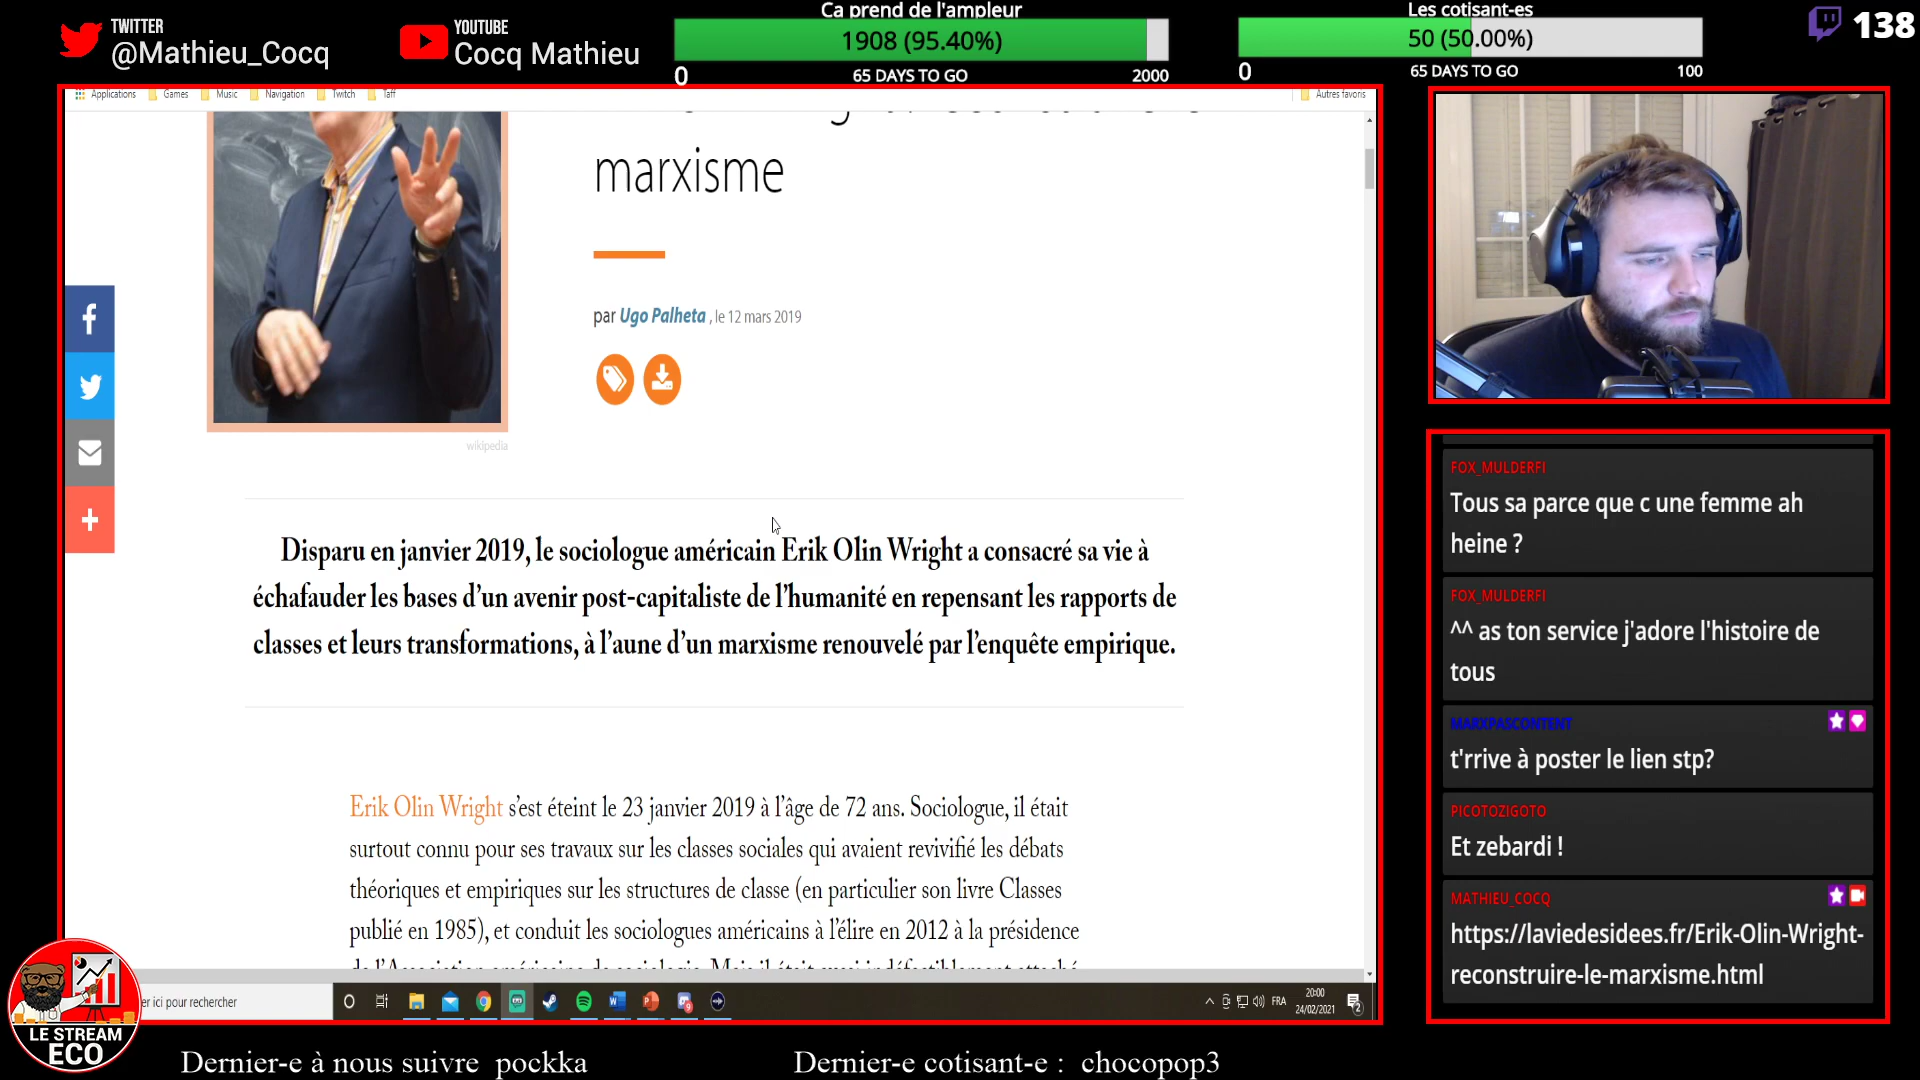 TWITTER
@Mathieu_Cocq
YOUTUBE
Cocq Mathieu
Ca prend de l'ampleur
1908 (95.40%)
0
65 DAYS TO GO
2000
Les cotisant-es
50 (50.00%)
0
65 DAYS TO GO
100
138
Applications
Games
Music
Navigation
Twitch
Taff
Autres favoris
marxisme
par Ugo Palheta , le 12 mars 2019
wikipedia
Disparu en janvier 2019, le sociologue américain Erik Olin Wright a consacré sa vie à
échafauder les bases d’un avenir post-capitaliste de l’humanité en repensant les rapports de
classes et leurs transformations, à l’aune d’un marxisme renouvelé par l’enquête empirique.
Erik Olin Wright s’est éteint le 23 janvier 2019 à l’âge de 72 ans. Sociologue, il était
surtout connu pour ses travaux sur les classes sociales qui avaient revivifié les débats
théoriques et empiriques sur les structures de classe (en particulier son livre Classes
publié en 1985), et conduit les sociologues américains à l’élire en 2012 à la présidence
FOX_MULDERFI
Tous sa parce que c une femme ah
heine ?
FOX_MULDERFI
^^ as ton service j'adore l'histoire de
tous
MARXPASCONTENT
t'rrive à poster le lien stp?
PICOTOZIGOTO
Et zebardi !
MATHIEU_COCQ
https://laviedesidees.fr/Erik-Olin-Wright-
reconstruire-le-marxisme.html
er ici pour rechercher
FRA
20:00
24/02/2021
2
LE STREAM
ECO
Dernier-e à nous suivre pockka
Dernier-e cotisant-e : chocopop3